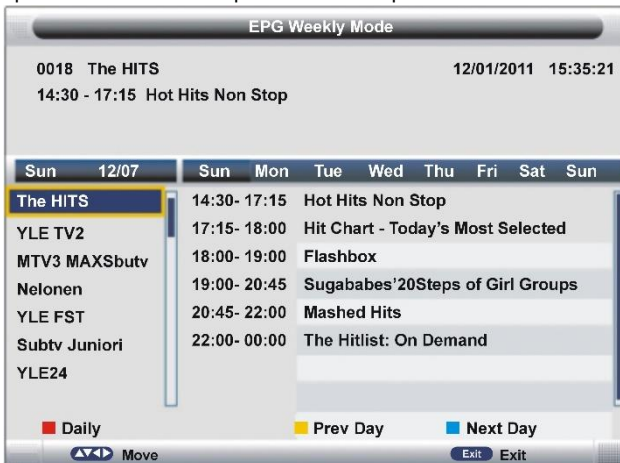 EPG Weekly Mode
0018 The HITS 12/01/2011 15:35:21
14:30 - 17:15 Hot Hits Non Stop
Sun 12/07 Sun Mon Tue Wed Thu Fri Sat Sun
The HITS 14:30- 17:15 Hot Hits Non Stop
YLE TV2 17:15- 18:00 Hit Chart - Today's Most Selected
MTV3 MAXSbutv 18:00- 19:00 Flashbox
Nelonen 19:00- 20:45 Sugababes'20Steps of Girl Groups
YLE FST 20:45- 22:00 Mashed Hits
Subtv Juniori 22:00- 00:00 The Hitlist: On Demand
YLE24
Daily Prev Day Next Day
Move Exit Exit